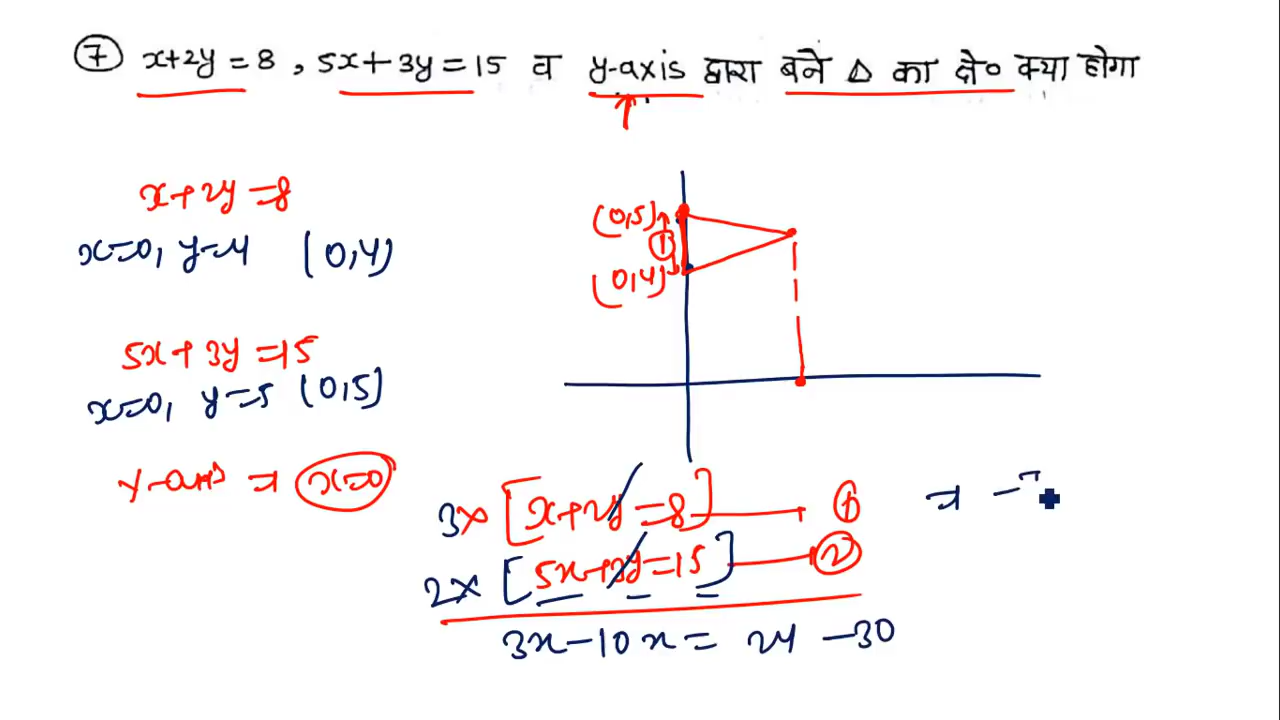 ⑦ x+2y = 8 , 5x+3y = 15 व y-axis द्वारा बने Δ का क्षे० क्या होगा
x+2y =8
x=0, y=4 (0,4)
5x+3y =15
x=0, y=5 (0,5)
y-axis ⇒ x=0
(0,5)
1
(0,4)
3× [x+2y =8] ①
2× [5x+3y =15] ②
3x-10x = 24 -30
⇒ -7